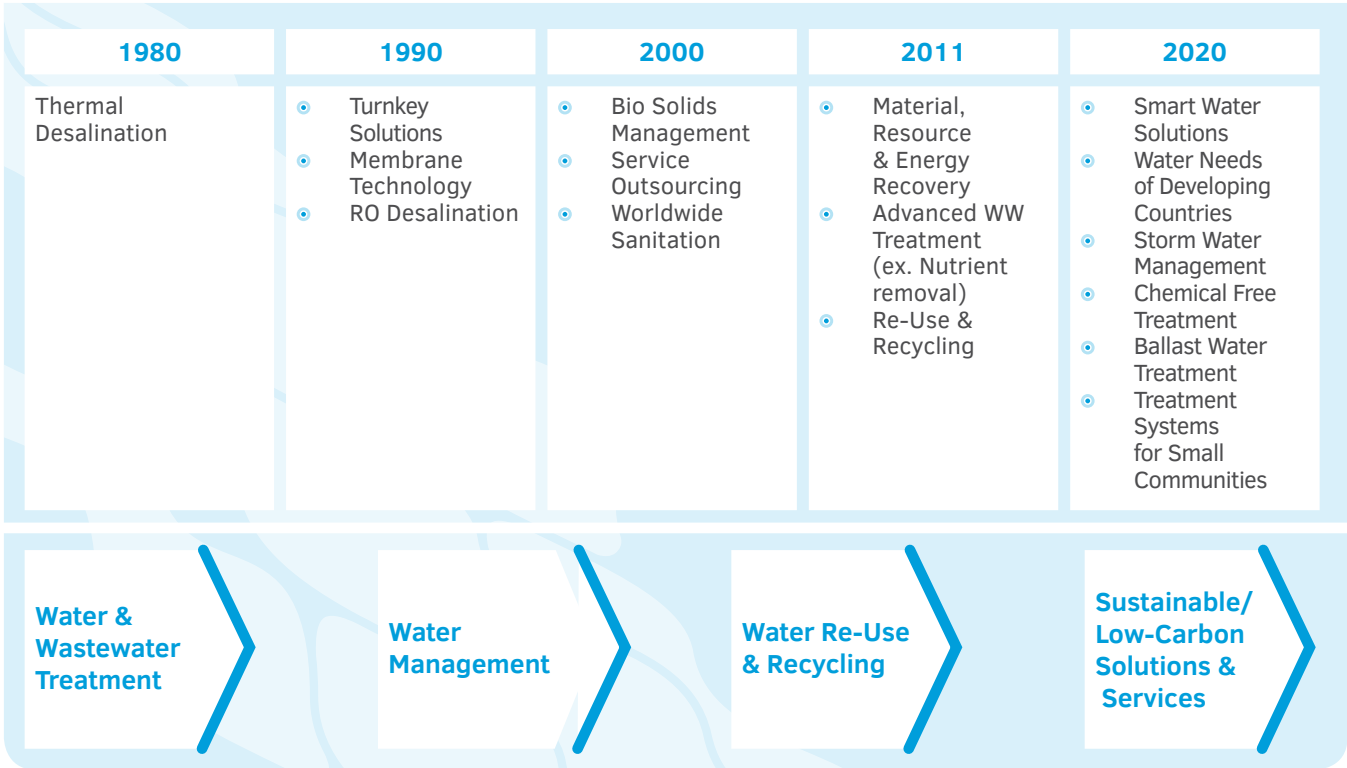 1980
Thermal
Desalination
1990
Turnkey
Solutions
Membrane
Technology
RO Desalination
2000
Bio Solids
Management
Service
Outsourcing
Worldwide
Sanitation
2011
Material,
Resource
& Energy
Recovery
Advanced WW
Treatment
(ex. Nutrient
removal)
Re-Use &
Recycling
2020
Smart Water
Solutions
Water Needs
of Developing
Countries
Storm Water
Management
Chemical Free
Treatment
Ballast Water
Treatment
Treatment
Systems
for Small
Communities
Water &
Wastewater
Treatment
Water
Management
Water Re-Use
& Recycling
Sustainable/
Low-Carbon
Solutions &
Services